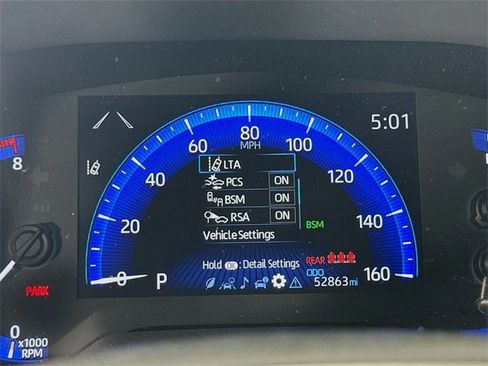 5:01
80
MPH
60
100
40
120
20
140
0
160
8
LTA
PCS ON
BSM ON
RSA ON
Vehicle Settings
BSM
Hold OK : Detail Settings
REAR
ODO
52863 mi
P
PARK
0
x1000
RPM